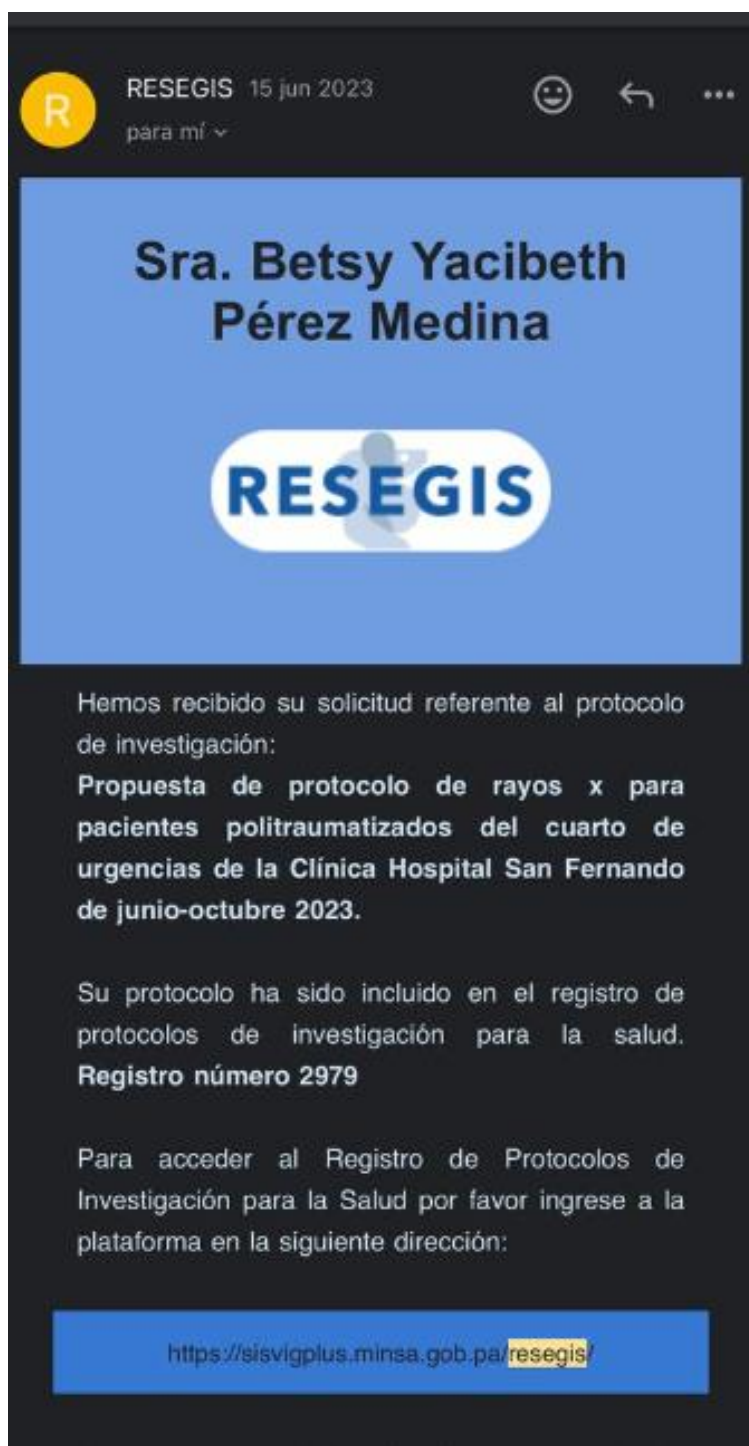 R
RESEGIS 15 jun 2023
para mí
Sra. Betsy Yacibeth
Pérez Medina
RESEGIS
Hemos recibido su solicitud referente al protocolo
de investigación:
Propuesta de protocolo de rayos x para
pacientes politraumatizados del cuarto de
urgencias de la Clínica Hospital San Fernando
de junio-octubre 2023.
Su protocolo ha sido incluido en el registro de
protocolos de investigación para la salud.
Registro número 2979
Para acceder al Registro de Protocolos de
Investigación para la Salud por favor ingrese a la
plataforma en la siguiente dirección:
https://sisvigplus.minsa.gob.pa/resegis/